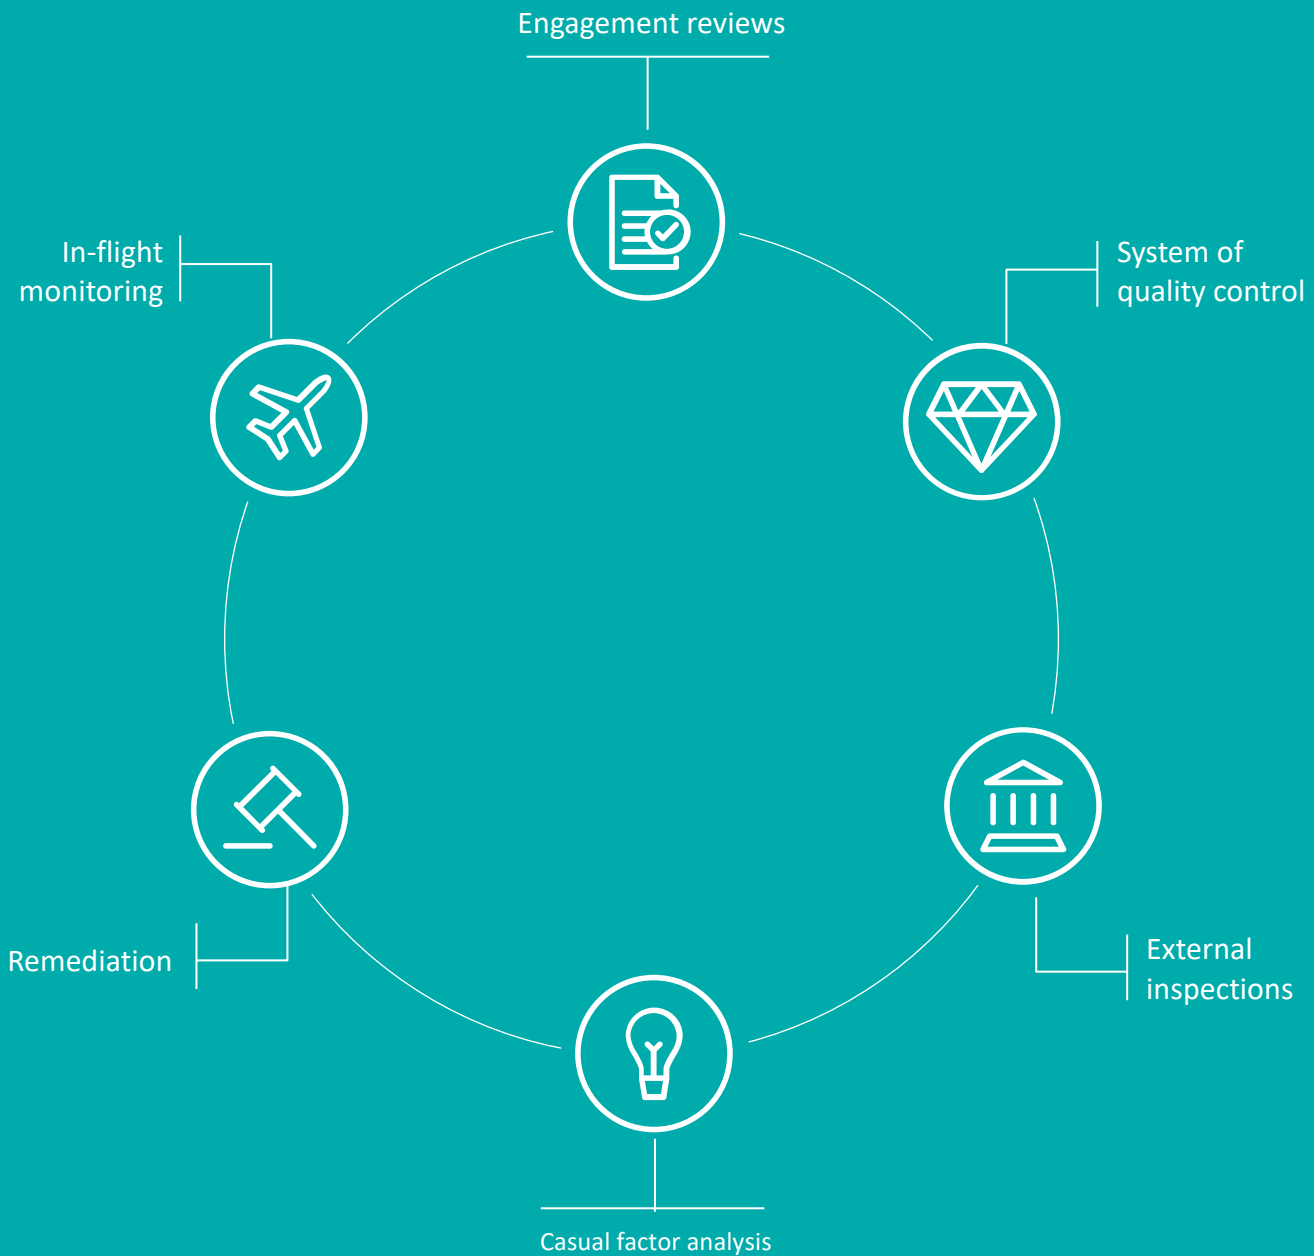 Engagement reviews
In-flight
monitoring
System of
quality control
Remediation
External
inspections
Casual factor analysis